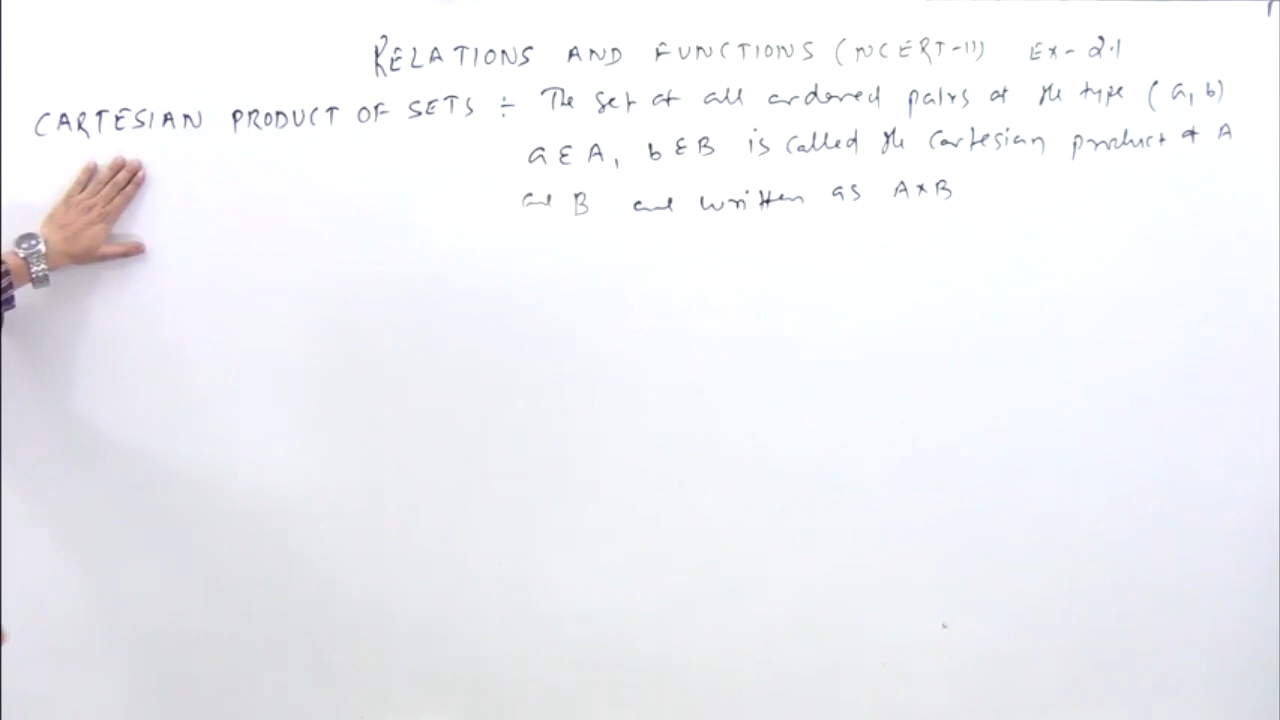 RELATIONS AND FUNCTIONS (NCERT-11) Ex- 2.1
CARTESIAN PRODUCT OF SETS ÷ The set of all ordered pairs of the type (a, b)
a ∈ A, b ∈ B is called the cartesian product of A
and B and written as A×B